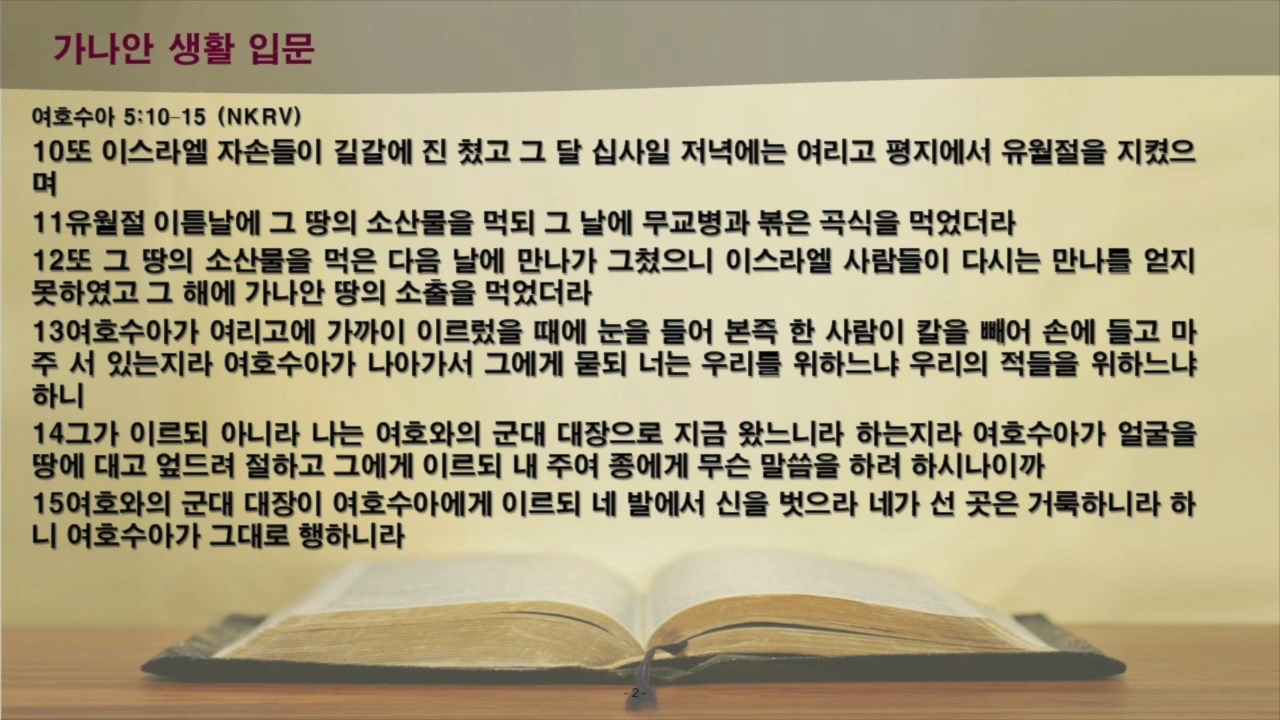 가나안 생활 입문
여호수아 5:10-15 (NKRV)
10또 이스라엘 자손들이 길갈에 진 쳤고 그 달 십사일 저녁에는 여리고 평지에서 유월절을 지켰으
며
11유월절 이튿날에 그 땅의 소산물을 먹되 그 날에 무교병과 볶은 곡식을 먹었더라
12또 그 땅의 소산물을 먹은 다음 날에 만나가 그쳤으니 이스라엘 사람들이 다시는 만나를 얻지
못하였고 그 해에 가나안 땅의 소출을 먹었더라
13여호수아가 여리고에 가까이 이르렀을 때에 눈을 들어 본즉 한 사람이 칼을 빼어 손에 들고 마
주 서 있는지라 여호수아가 나아가서 그에게 묻되 너는 우리를 위하느냐 우리의 적들을 위하느냐
하니
14그가 이르되 아니라 나는 여호와의 군대 대장으로 지금 왔느니라 하는지라 여호수아가 얼굴을
땅에 대고 엎드려 절하고 그에게 이르되 내 주여 종에게 무슨 말씀을 하려 하시나이까
15여호와의 군대 대장이 여호수아에게 이르되 네 발에서 신을 벗으라 네가 선 곳은 거룩하니라 하
니 여호수아가 그대로 행하니라
- 2 -